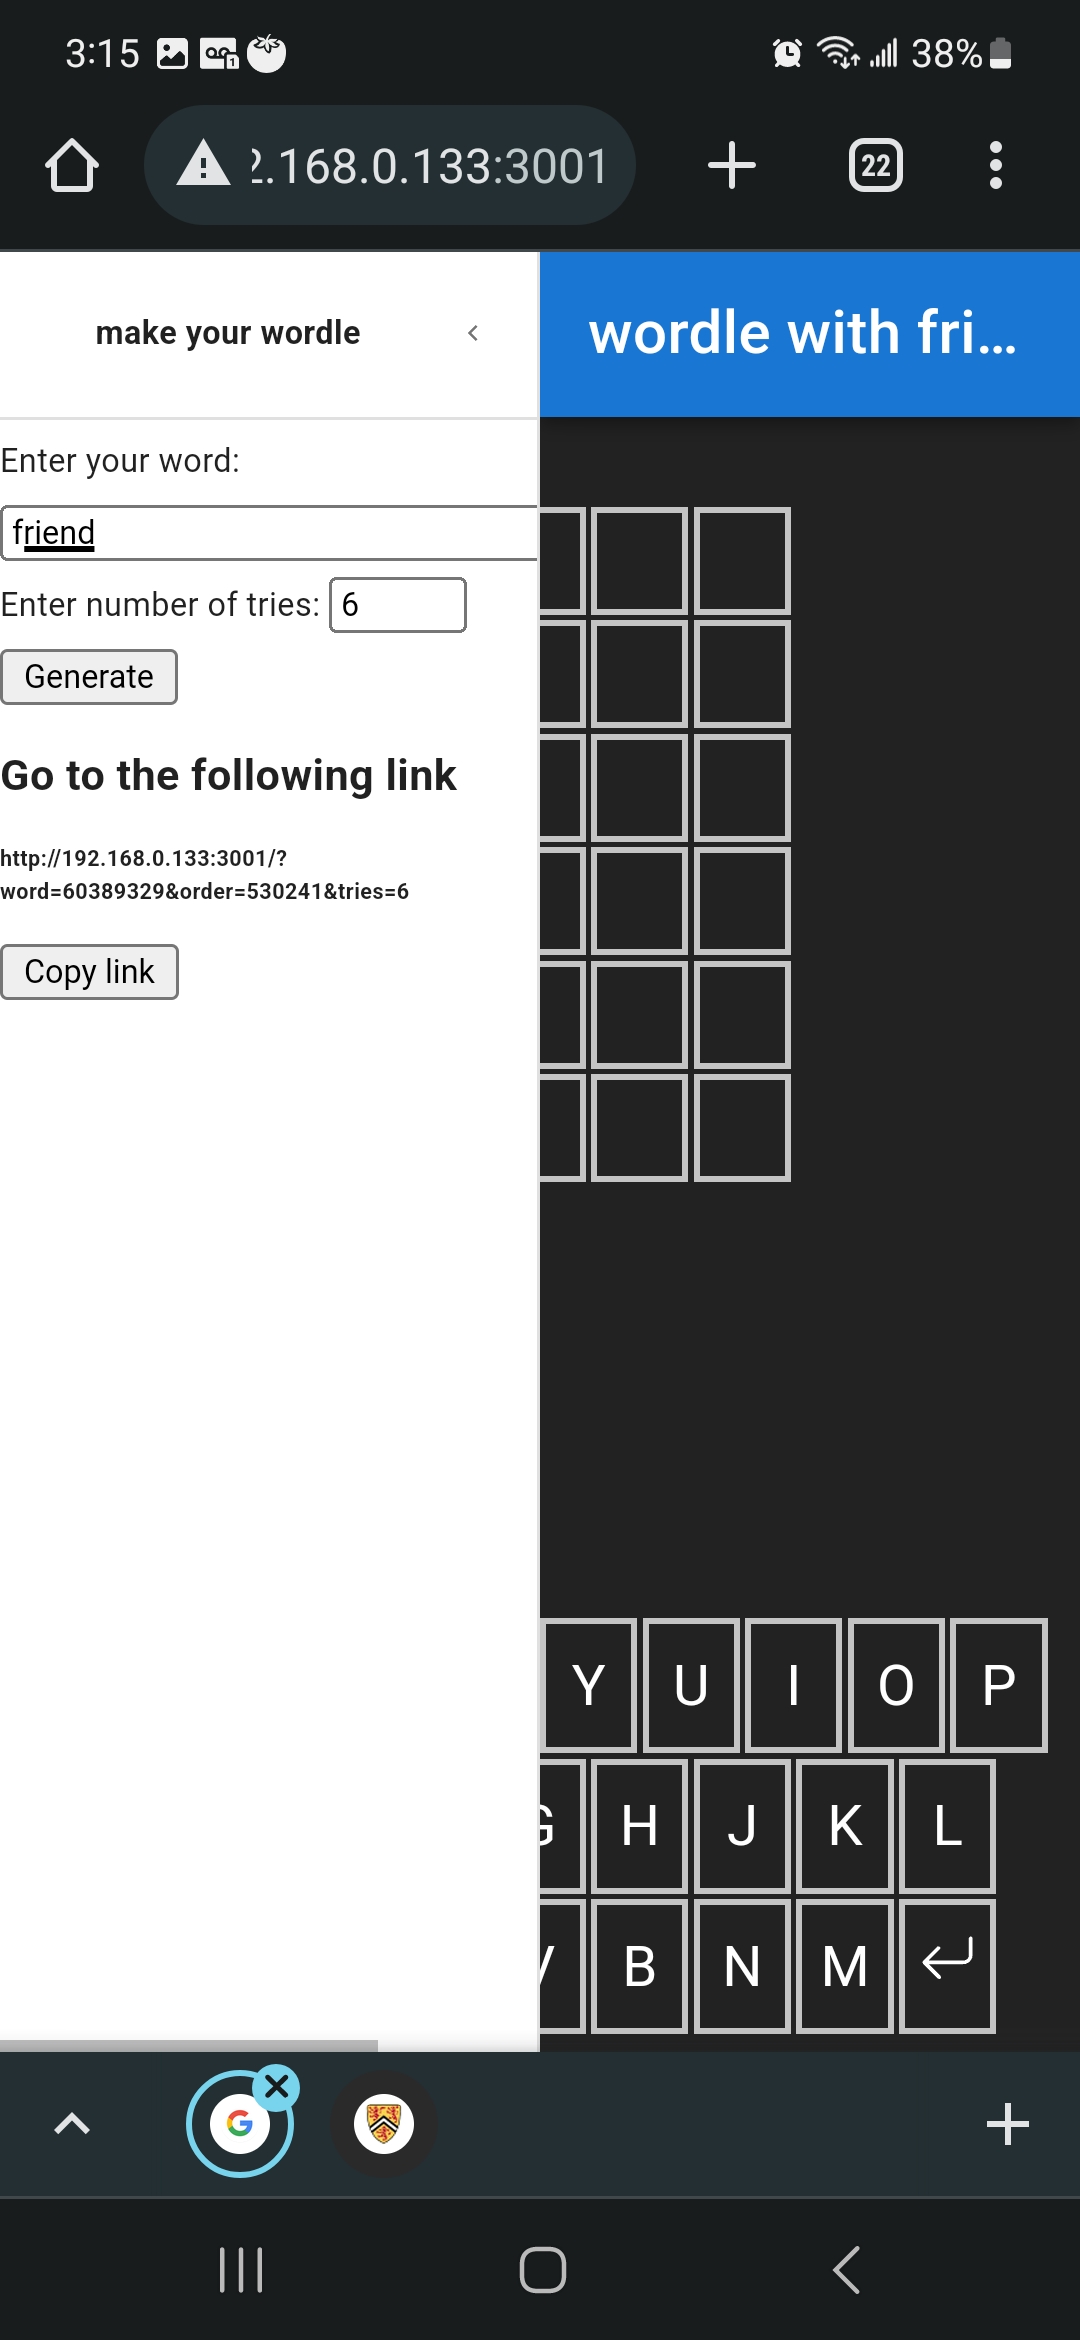 3:15
1
38%
2.168.0.133:3001
22
make your wordle
wordle with fri...
Enter your word:
friend
Enter number of tries: 6
Generate
Go to the following link
http://192.168.0.133:3001/?
word=60389329&order=530241&tries=6
Copy link
Y U I O P
G H J K L
V B N M
G